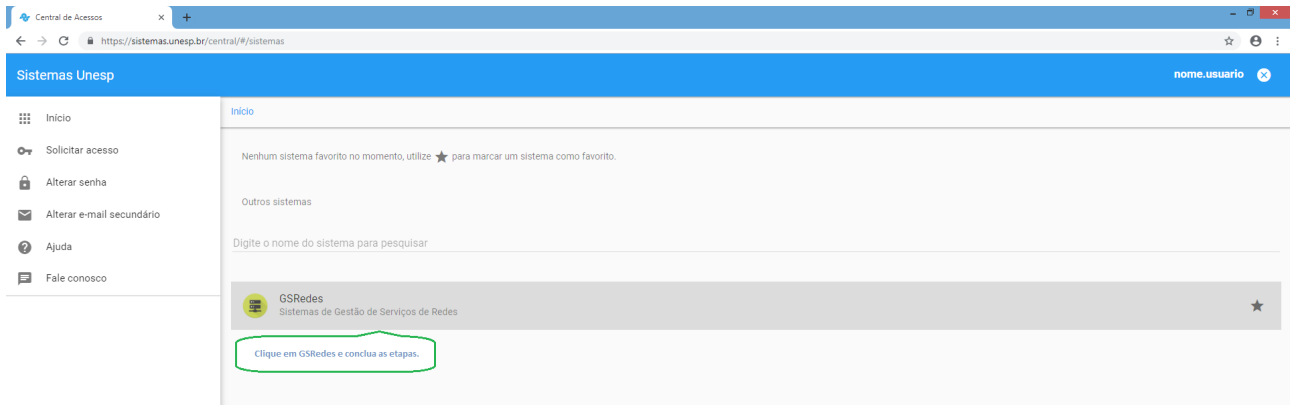 Central de Acessos
https://sistemas.unesp.br/central/#/sistemas
Sistemas Unesp
nome.usuario
Início
Solicitar acesso
Alterar senha
Alterar e-mail secundário
Ajuda
Fale conosco
Início
Nenhum sistema favorito no momento, utilize para marcar um sistema como favorito.
Outros sistemas
Digite o nome do sistema para pesquisar
GSRedes
Sistemas de Gestão de Serviços de Redes
Clique em GSRedes e conclua as etapas.